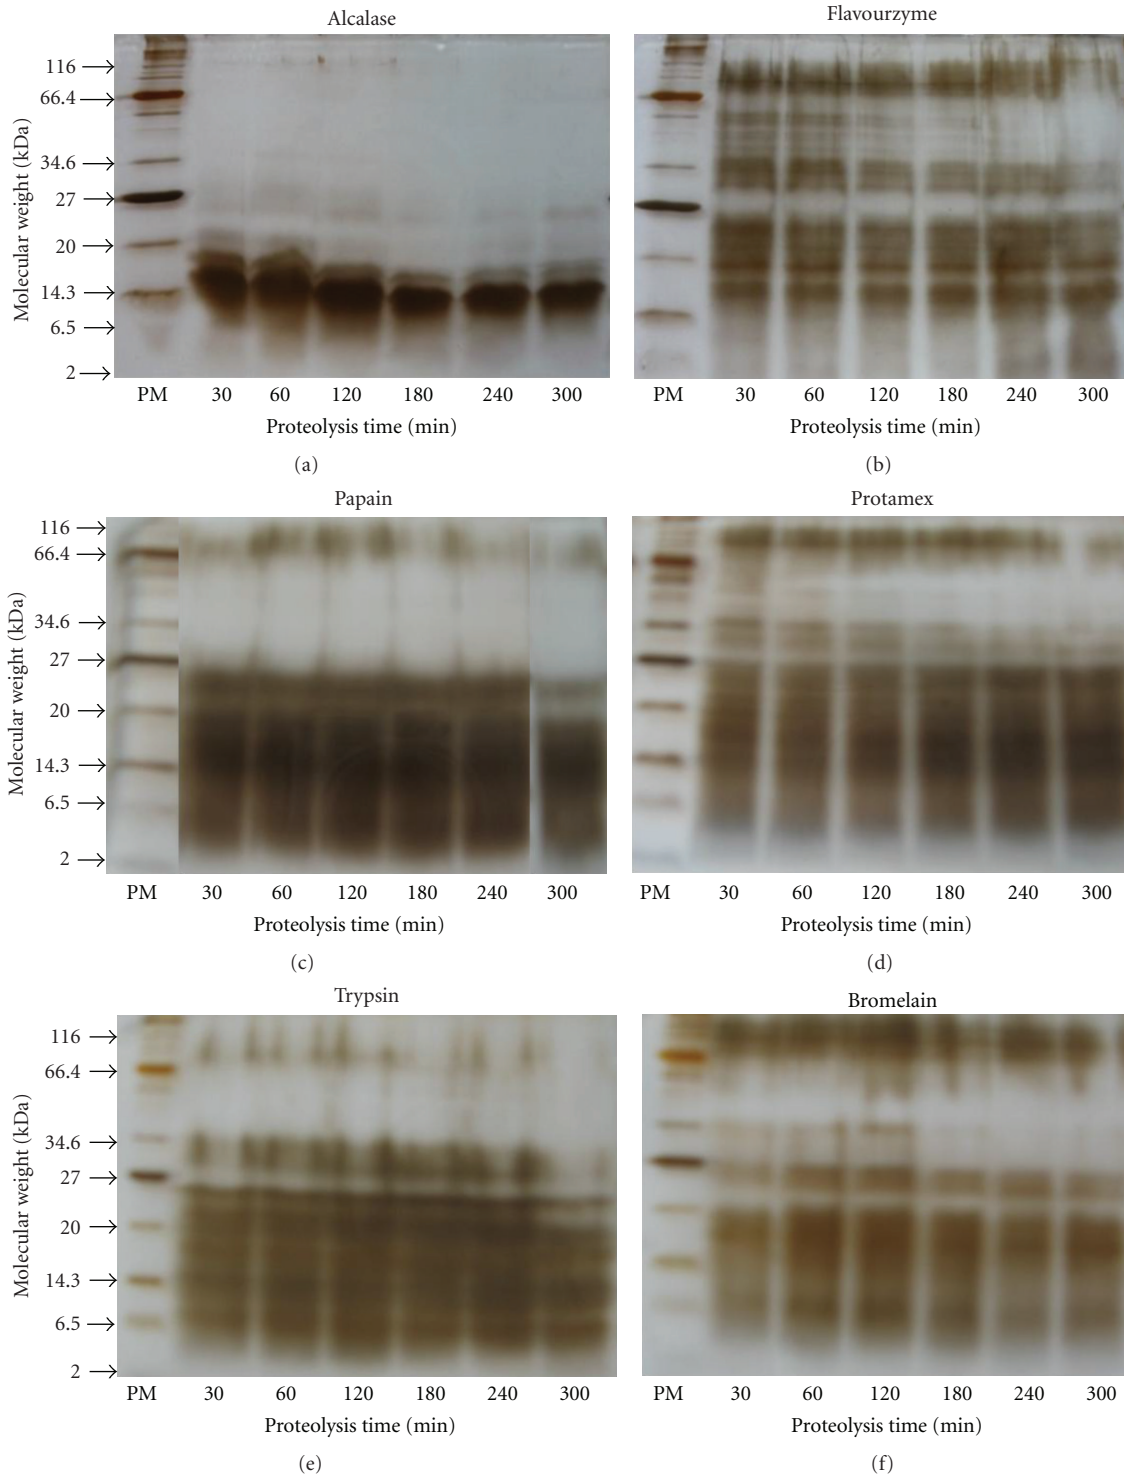 Alcalase
Molecular weight (kDa)
116
66.4
34.6
27
20
14.3
6.5
2
PM 30 60 120 180 240 300
Proteolysis time (min)
(a)
Flavourzyme
PM 30 60 120 180 240 300
Proteolysis time (min)
(b)
Papain
Molecular weight (kDa)
116
66.4
34.6
27
20
14.3
6.5
2
PM 30 60 120 180 240 300
Proteolysis time (min)
(c)
Protamex
PM 30 60 120 180 240 300
Proteolysis time (min)
(d)
Trypsin
Molecular weight (kDa)
116
66.4
34.6
27
20
14.3
6.5
2
PM 30 60 120 180 240 300
Proteolysis time (min)
(e)
Bromelain
PM 30 60 120 180 240 300
Proteolysis time (min)
(f)